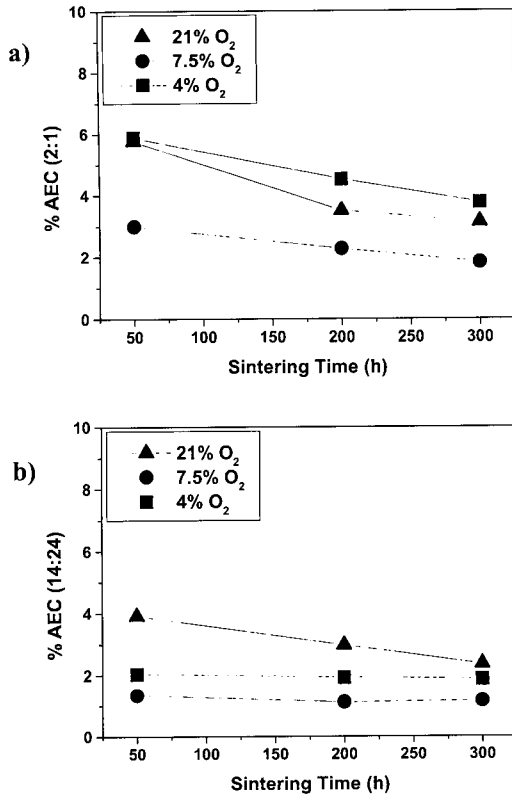 a)
21% O2
7.5% O2
4% O2
% AEC (2:1)
10
8
6
4
2
0
50 100 150 200 250 300
Sintering Time (h)
b)
21% O2
7.5% O2
4% O2
% AEC (14:24)
10
8
6
4
2
0
50 100 150 200 250 300
Sintering Time (h)